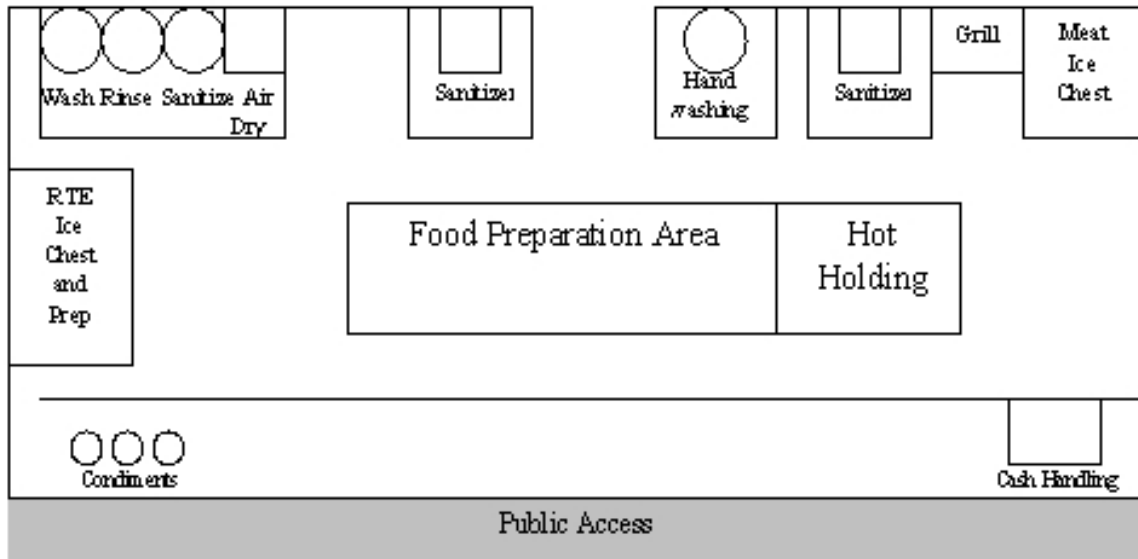 Wash Rinse Sanitize Air
Dry
Sanitizer
Hand
washing
Sanitizer
Grill
Meat
Ice
Chest
RTE
Ice
Chest
and
Prep
Food Preparation Area
Hot
Holding
Condiments
Cash Handling
Public Access